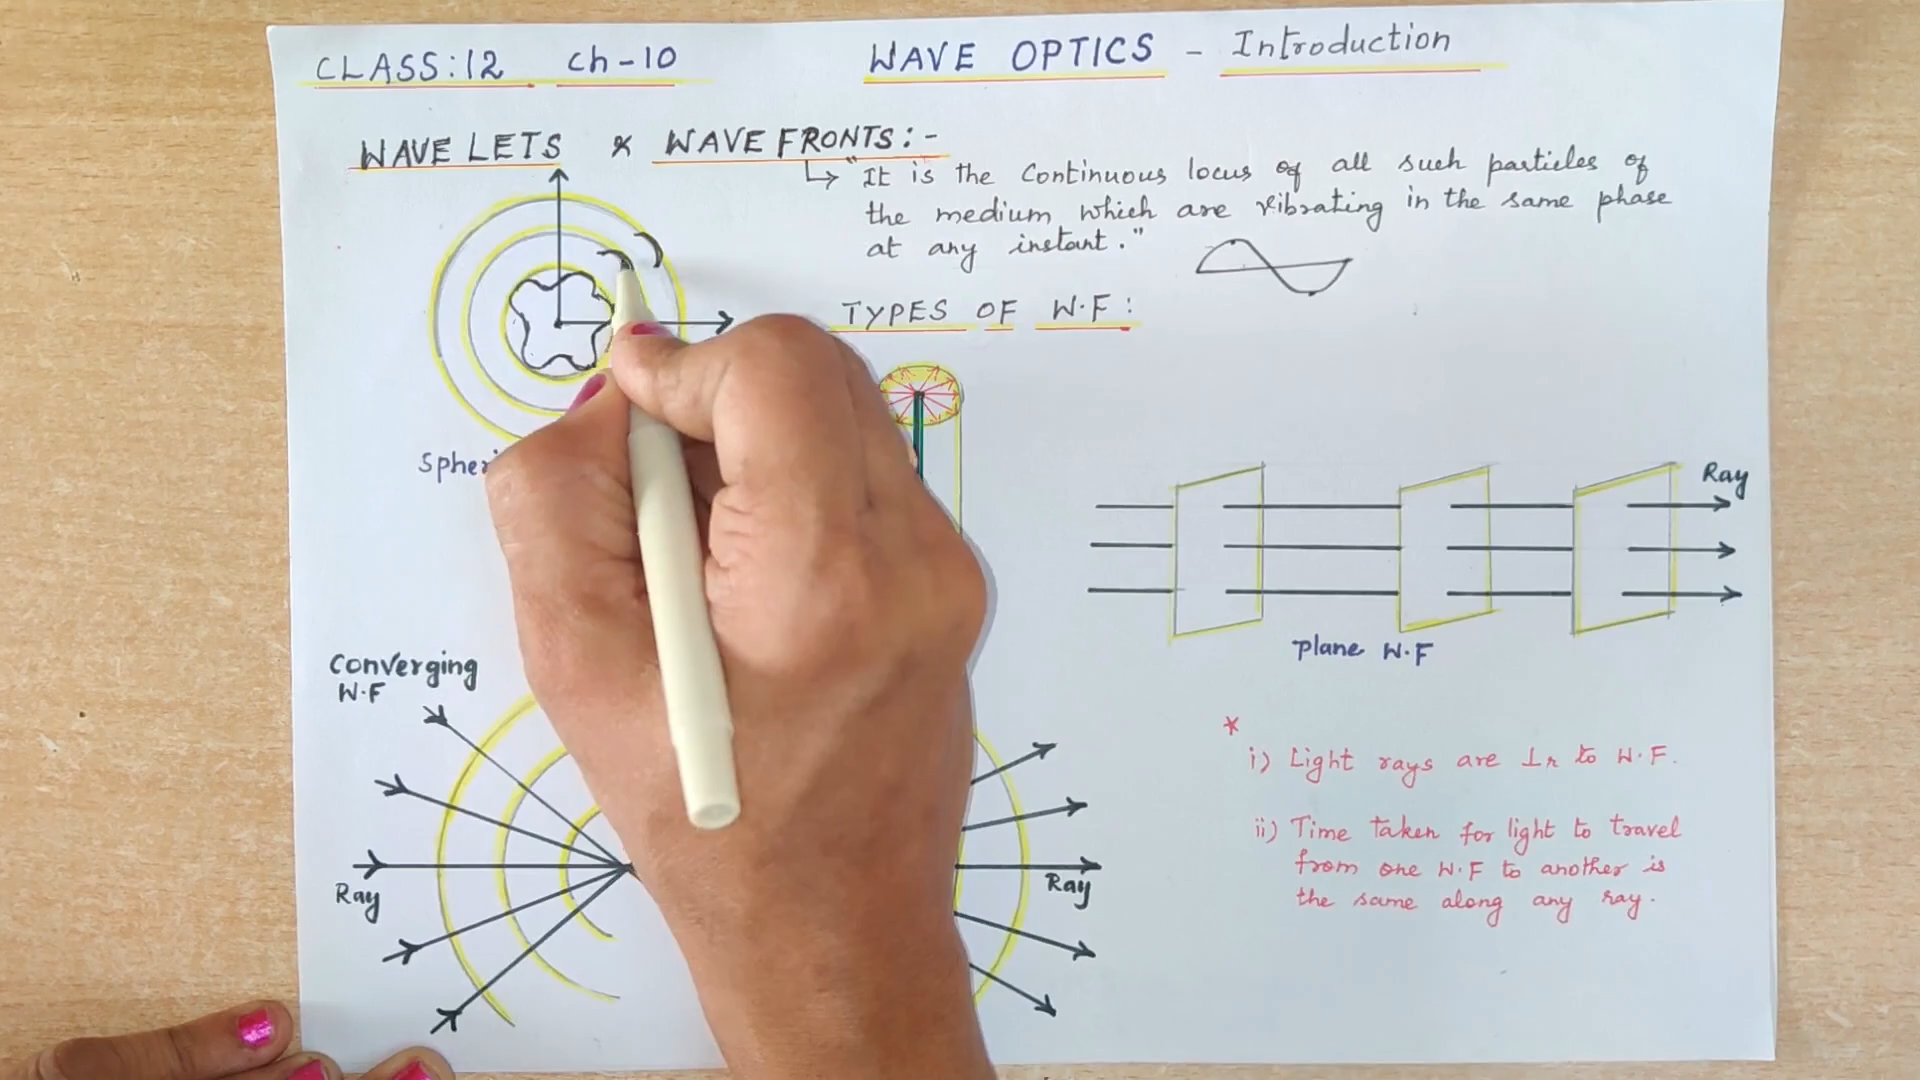 CLASS: 12 Ch-10 WAVE OPTICS - Introduction
WAVELETS & WAVE FRONTS:-
"It is the continuous locus of all such particles of
the medium which are vibrating in the same phase
at any instant."
TYPES OF W.F:
Ray
Plane W.F
Converging
W.F
Ray
Ray
*
i) Light rays are ⊥r to W.F.
ii) Time taken for light to travel
from one W.F to another is
the same along any ray.